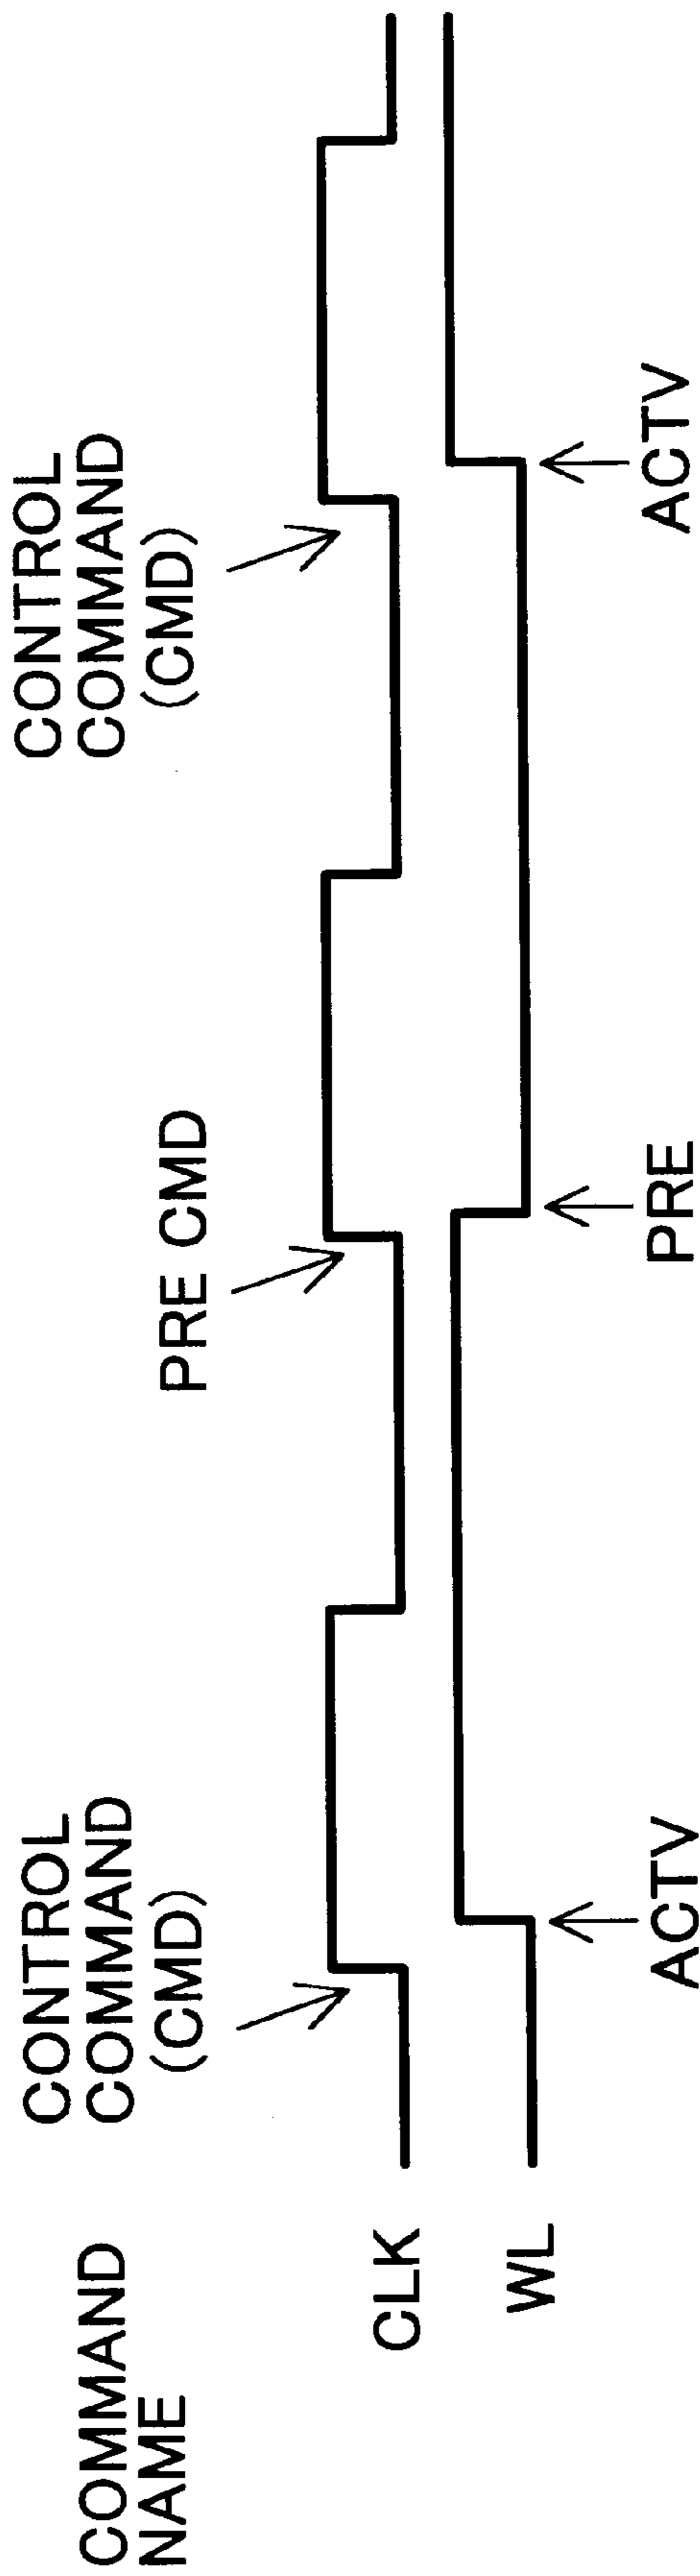 COMMAND
NAME
CONTROL
COMMAND
(CMD)
PRE CMD
CONTROL
COMMAND
(CMD)
CLK
WL
ACTV
PRE
ACTV